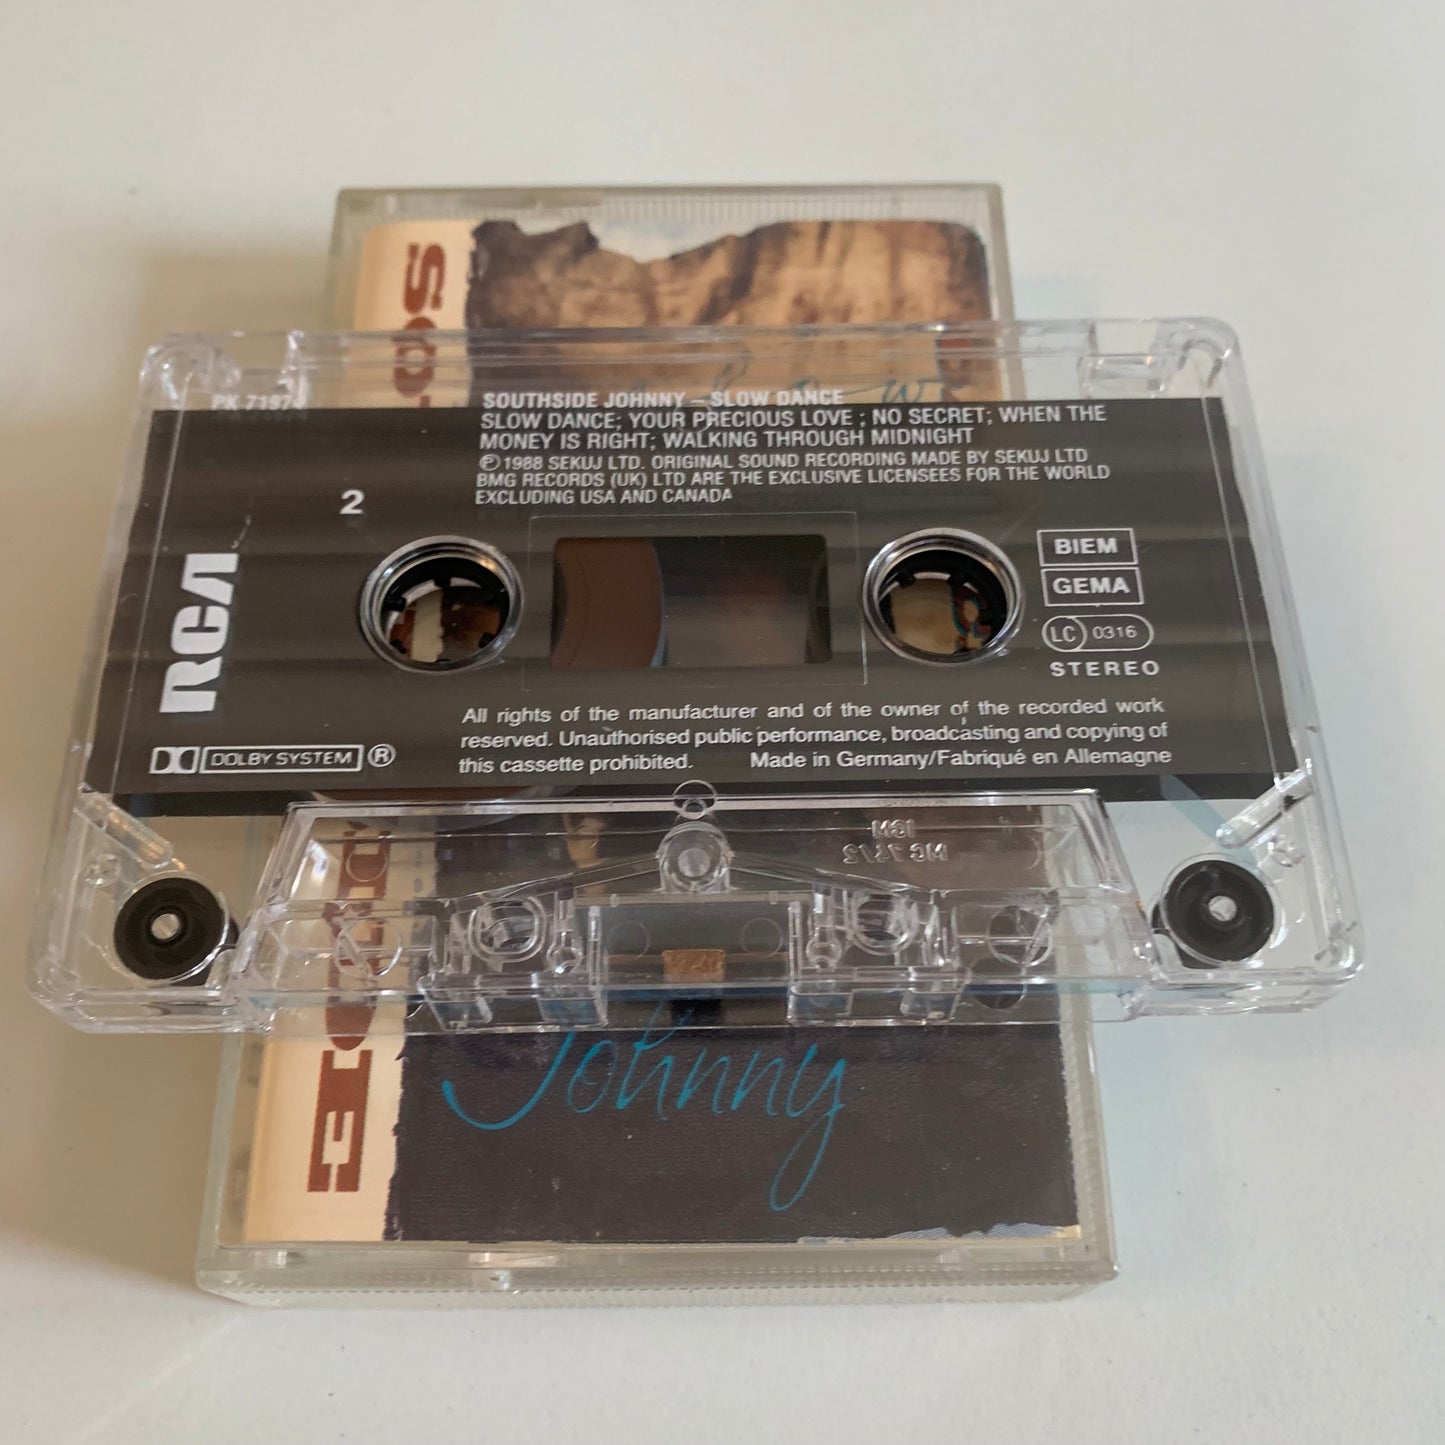 PK 71974
SOUTHSIDE JOHNNY – SLOW DANCE
SLOW DANCE; YOUR PRECIOUS LOVE ; NO SECRET; WHEN THE
MONEY IS RIGHT; WALKING THROUGH MIDNIGHT
℗ 1988 SEKUJ LTD. ORIGINAL SOUND RECORDING MADE BY SEKUJ LTD
BMG RECORDS (UK) LTD ARE THE EXCLUSIVE LICENSEES FOR THE WORLD
EXCLUDING USA AND CANADA
2
RCA
BIEM
GEMA
LC 0316
STEREO
All rights of the manufacturer and of the owner of the recorded work
reserved. Unauthorised public performance, broadcasting and copying of
this cassette prohibited. Made in Germany/Fabriqué en Allemagne
DOLBY SYSTEM ®
Johnny